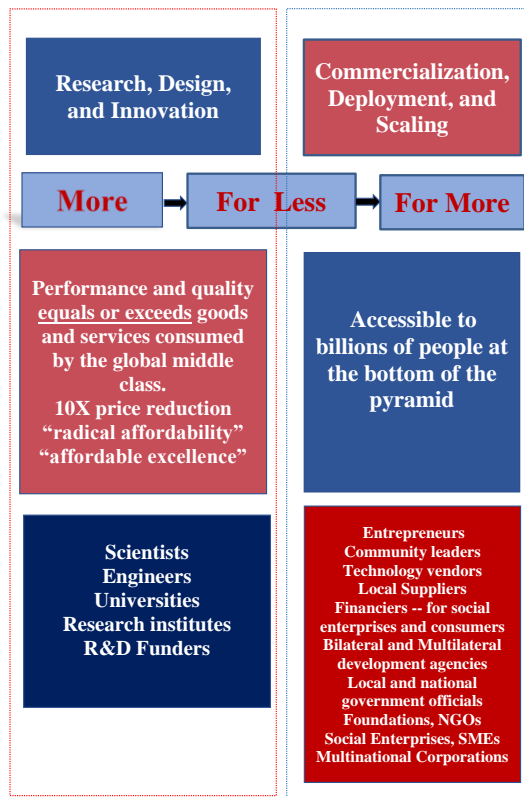 Research, Design,
and Innovation
Commercialization,
Deployment, and
Scaling
More
For Less
For More
Performance and quality
equals or exceeds goods
and services consumed
by the global middle
class.
10X price reduction
“radical affordability”
“affordable excellence”
Accessible to
billions of people at
the bottom of the
pyramid
Scientists
Engineers
Universities
Research institutes
R&D Funders
Entrepreneurs
Community leaders
Technology vendors
Local Suppliers
Financiers -- for social
enterprises and consumers
Bilateral and Multilateral
development agencies
Local and national
government officials
Foundations, NGOs
Social Enterprises, SMEs
Multinational Corporations